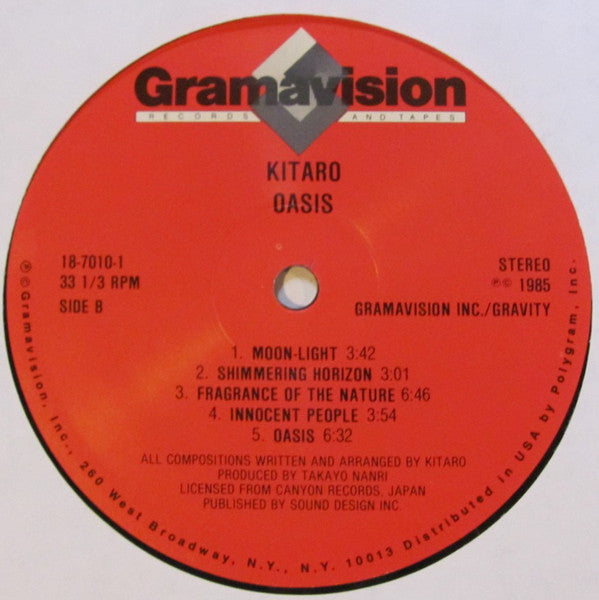 Gramavision
RECORDS AND TAPES
KITARO
OASIS
18-7010-1
33 1/3 RPM
SIDE B
STEREO
℗© 1985
GRAMAVISION INC./GRAVITY
1. MOON-LIGHT 3:42
2. SHIMMERING HORIZON 3:01
3. FRAGRANCE OF THE NATURE 6:46
4. INNOCENT PEOPLE 3:54
5. OASIS 6:32
ALL COMPOSITIONS WRITTEN AND ARRANGED BY KITARO
PRODUCED BY TAKAYO NANRI
LICENSED FROM CANYON RECORDS, JAPAN
PUBLISHED BY SOUND DESIGN INC.
℗©Gramavision, Inc., 260 West Broadway, N.Y., N.Y. 10013 Distributed in USA by Polygram, Inc.